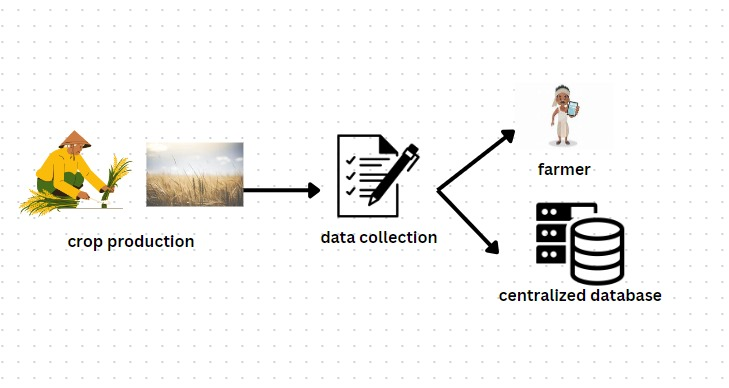 crop production
data collection
farmer
centralized database